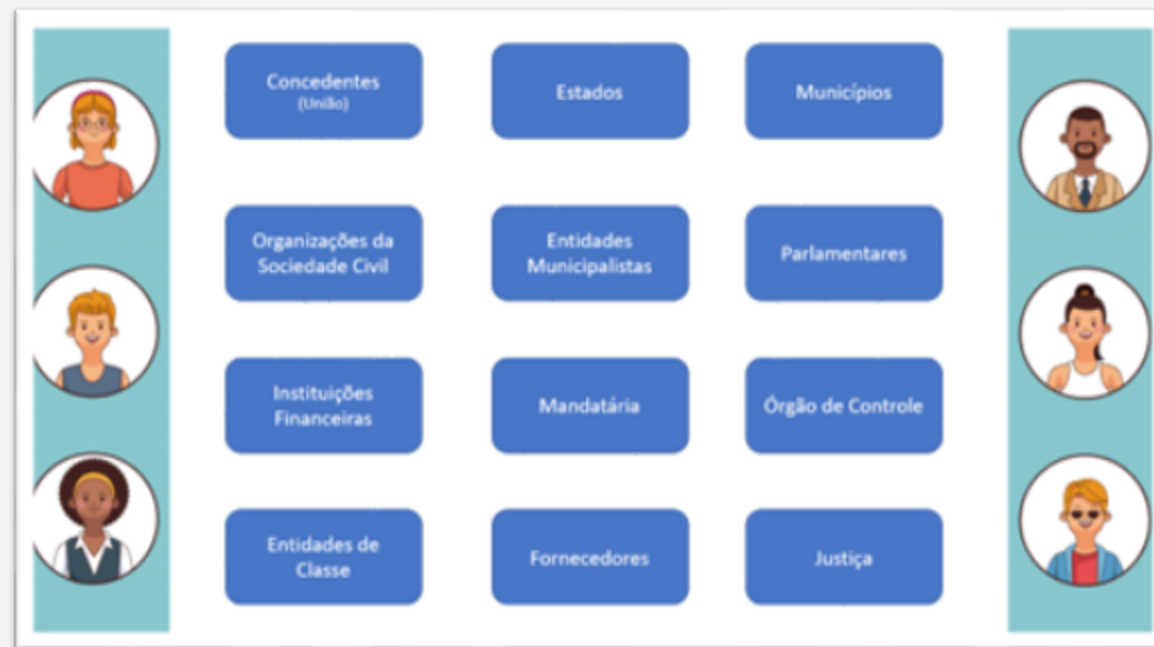 Concedentes
(União)
Estados
Municípios
Organizações da
Sociedade Civil
Entidades
Municipalistas
Parlamentares
Instituições
Financeiras
Mandatária
Órgão de Controle
Entidades de
Classe
Fornecedores
Justiça